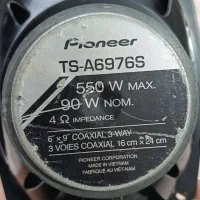 Pioneer
TS-A6976S
550 W MAX.
90 W NOM.
4 Ω IMPEDANCE
6" x 9" COAXIAL 3-WAY
3 VOIES COAXIAL 16 cm x 24 cm
PIONEER CORPORATION
MADE IN VIETNAM
FABRIQUÉ AU VIÊT-NAM